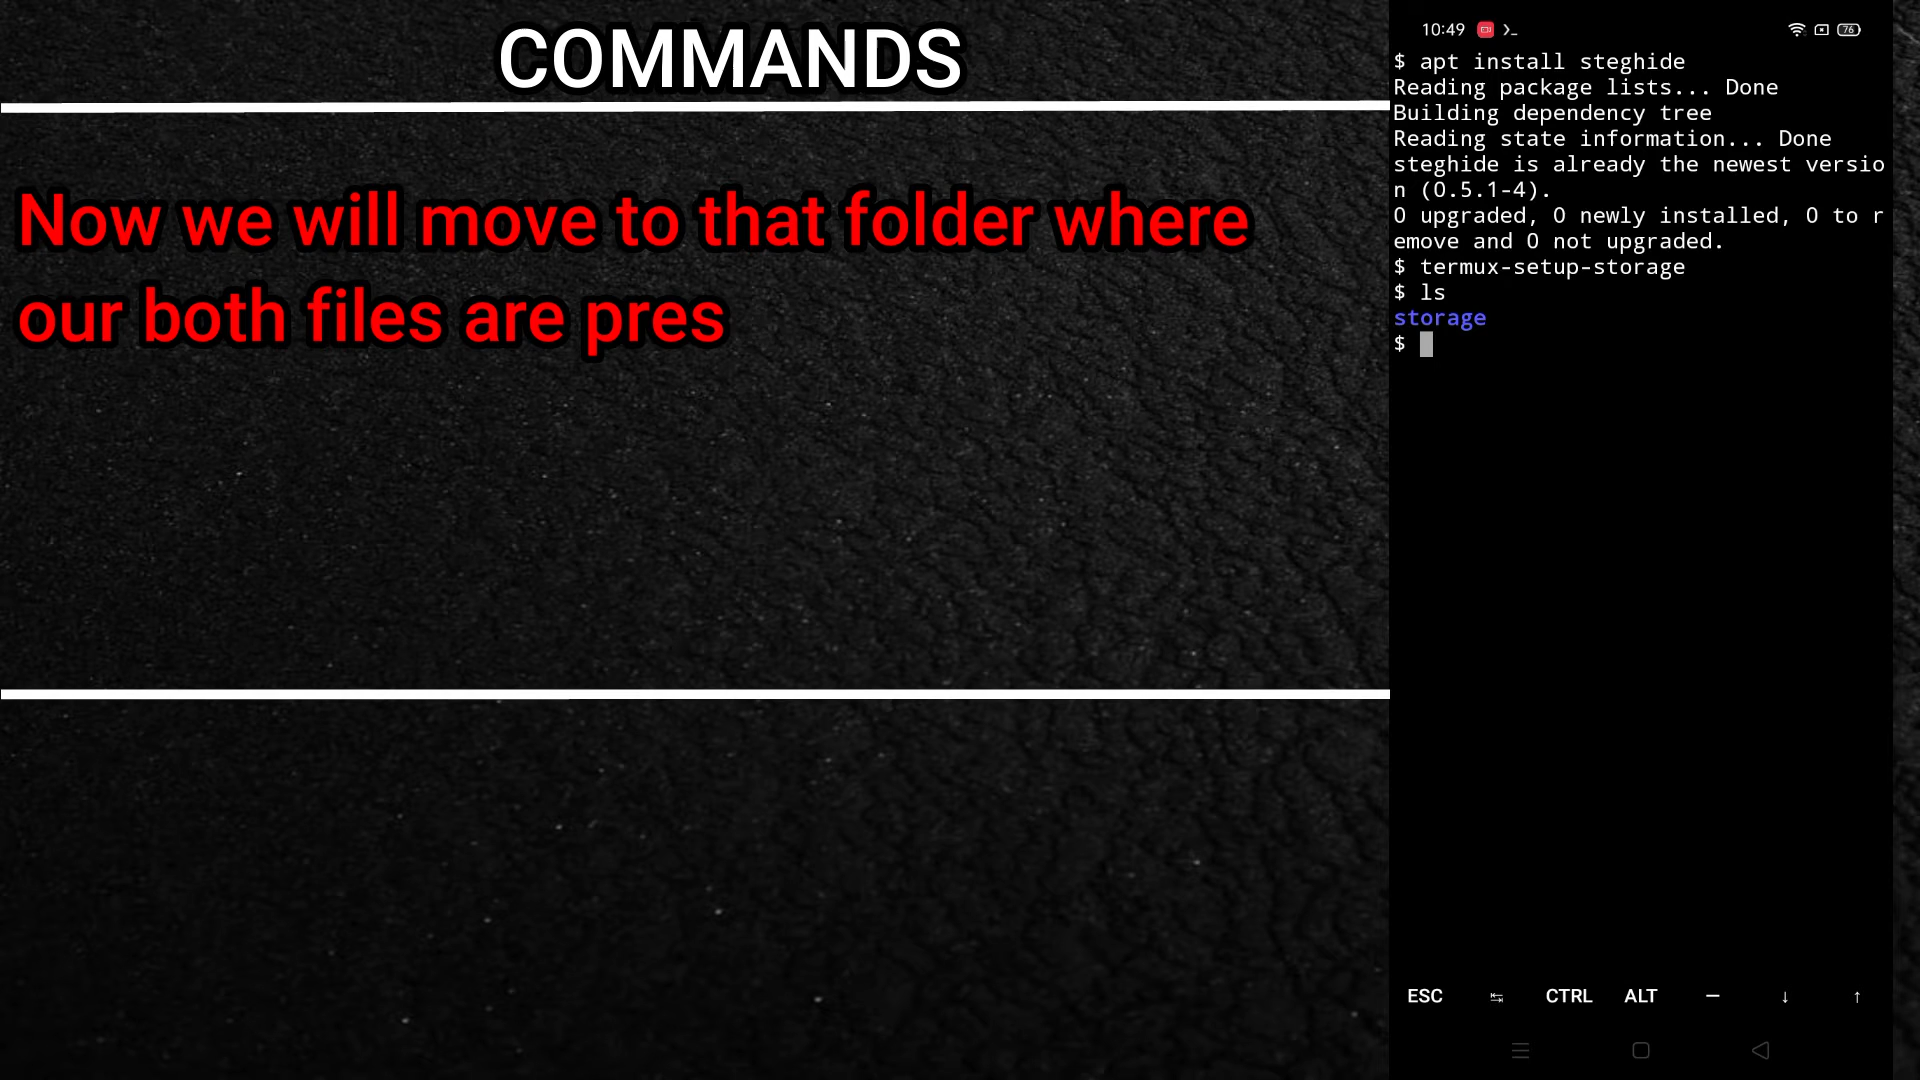 COMMANDS
Now we will move to that folder where
our both files are pres
10:49
76
$ apt install steghide
Reading package lists... Done
Building dependency tree
Reading state information... Done
steghide is already the newest versio
n (0.5.1-4).
0 upgraded, 0 newly installed, 0 to r
emove and 0 not upgraded.
$ termux-setup-storage
$ ls
storage
$
ESC ↹ CTRL ALT — ↓ ↑